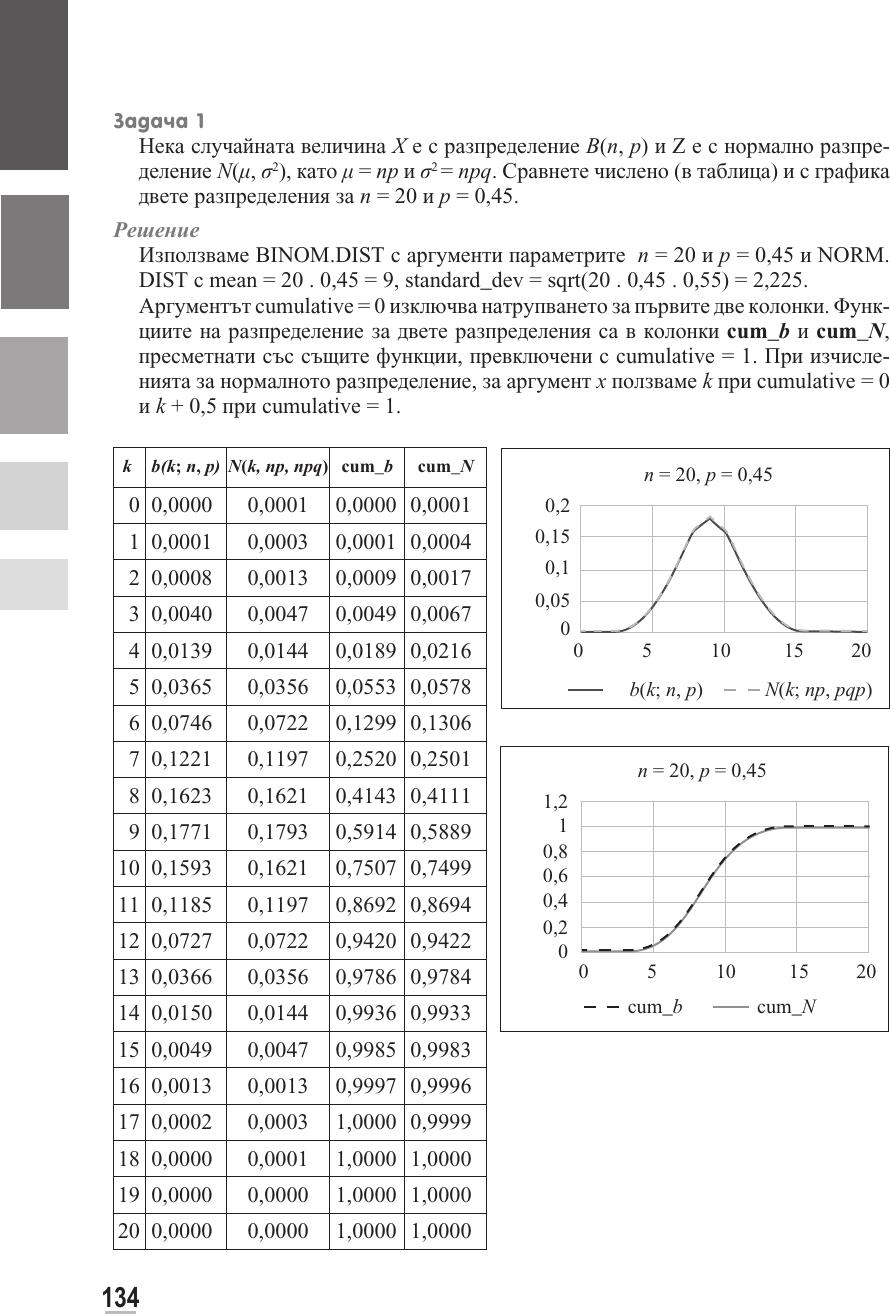 Задача 1
Нека случайната величина X е с разпределение B(n, p) и Z е с нормално разпре-
деление N(μ, σ²), като μ = np и σ² = npq. Сравнете числено (в таблица) и с графика
двете разпределения за n = 20 и p = 0,45.
Решение
Използваме BINOM.DIST с аргументи параметрите n = 20 и p = 0,45 и NORM.
DIST с mean = 20 . 0,45 = 9, standard_dev = sqrt(20 . 0,45 . 0,55) = 2,225.
Аргументът cumulative = 0 изключва натрупването за първите две колонки. Функ-
циите на разпределение за двете разпределения са в колонки cum_b и cum_N,
пресметнати със същите функции, превключени с cumulative = 1. При изчисле-
нията за нормалното разпределение, за аргумент x ползваме k при cumulative = 0
и k + 0,5 при cumulative = 1.
k b(k; n, p) N(k, np, npq) cum_b cum_N
0 0,0000 0,0001 0,0000 0,0001
1 0,0001 0,0003 0,0001 0,0004
2 0,0008 0,0013 0,0009 0,0017
3 0,0040 0,0047 0,0049 0,0067
4 0,0139 0,0144 0,0189 0,0216
5 0,0365 0,0356 0,0553 0,0578
6 0,0746 0,0722 0,1299 0,1306
7 0,1221 0,1197 0,2520 0,2501
8 0,1623 0,1621 0,4143 0,4111
9 0,1771 0,1793 0,5914 0,5889
10 0,1593 0,1621 0,7507 0,7499
11 0,1185 0,1197 0,8692 0,8694
12 0,0727 0,0722 0,9420 0,9422
13 0,0366 0,0356 0,9786 0,9784
14 0,0150 0,0144 0,9936 0,9933
15 0,0049 0,0047 0,9985 0,9983
16 0,0013 0,0013 0,9997 0,9996
17 0,0002 0,0003 1,0000 0,9999
18 0,0000 0,0001 1,0000 1,0000
19 0,0000 0,0000 1,0000 1,0000
20 0,0000 0,0000 1,0000 1,0000
n = 20, p = 0,45
0,2
0,15
0,1
0,05
0
0 5 10 15 20
b(k; n, p) N(k; np, pqp)
n = 20, p = 0,45
1,2
1
0,8
0,6
0,4
0,2
0
0 5 10 15 20
cum_b cum_N
134